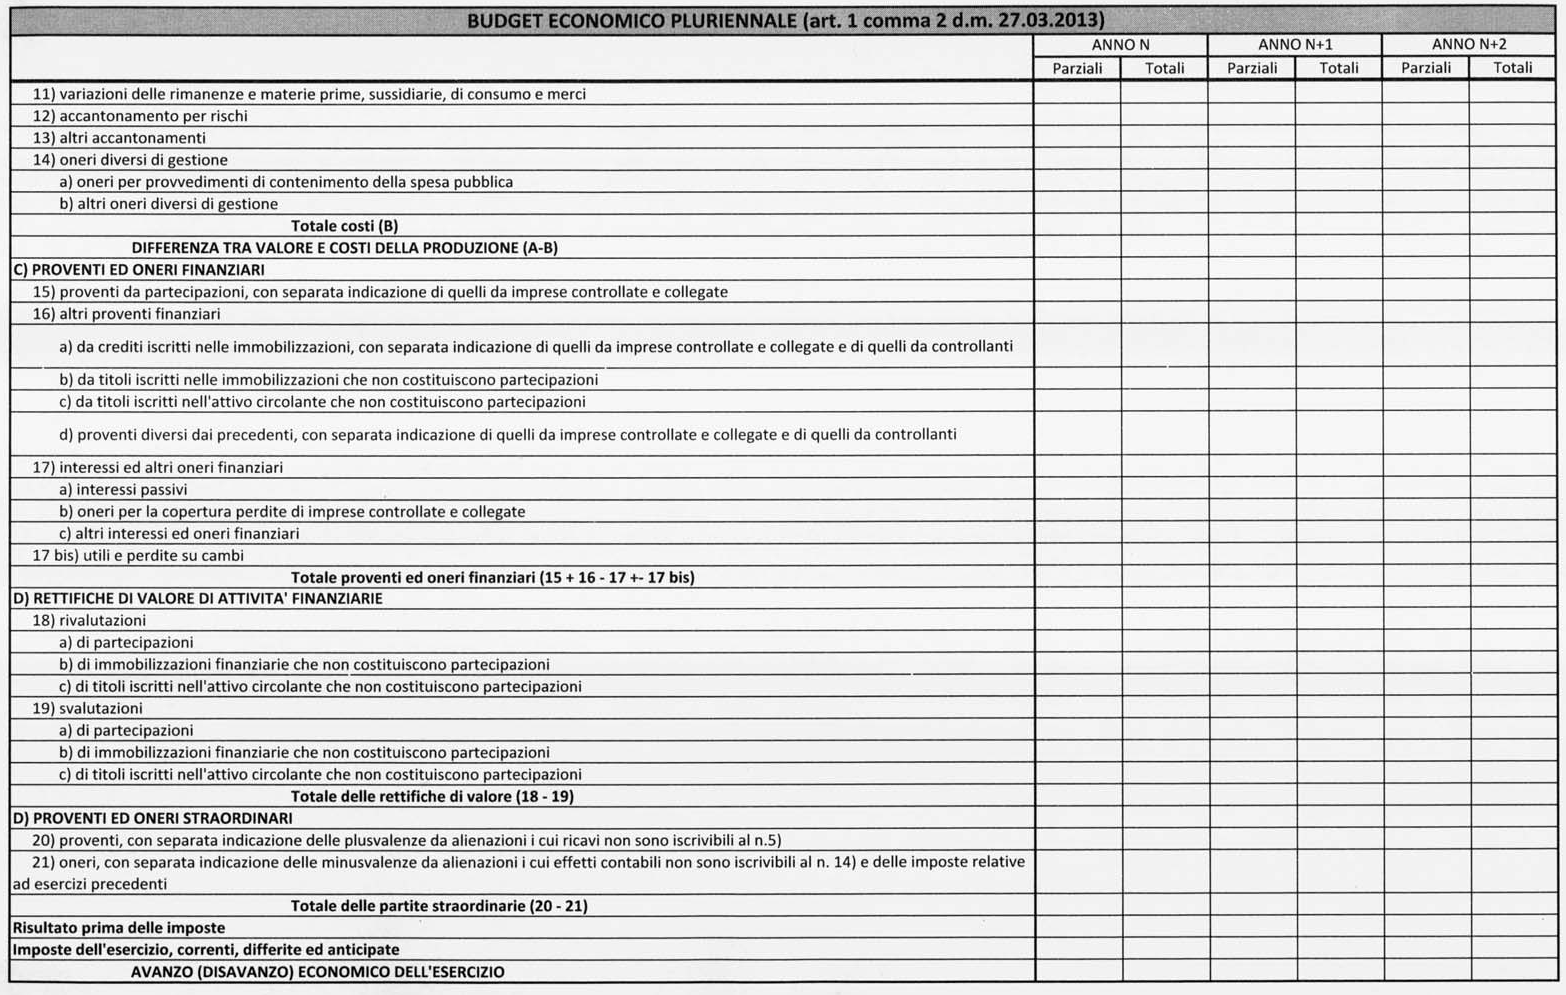 BUDGET ECONOMICO PLURIENNALE (art. 1 comma 2 d.m. 27.03.2013)
ANNO N ANNO N+1 ANNO N+2
Parziali Totali Parziali Totali Parziali Totali
11) variazioni delle rimanenze e materie prime, sussidiarie, di consumo e merci
12) accantonamento per rischi
13) altri accantonamenti
14) oneri diversi di gestione
a) oneri per provvedimenti di contenimento della spesa pubblica
b) altri oneri diversi di gestione
Totale costi (B)
DIFFERENZA TRA VALORE E COSTI DELLA PRODUZIONE (A-B)
C) PROVENTI ED ONERI FINANZIARI
15) proventi da partecipazioni, con separata indicazione di quelli da imprese controllate e collegate
16) altri proventi finanziari
a) da crediti iscritti nelle immobilizzazioni, con separata indicazione di quelli da imprese controllate e collegate e di quelli da controllanti
b) da titoli iscritti nelle immobilizzazioni che non costituiscono partecipazioni
c) da titoli iscritti nell'attivo circolante che non costituiscono partecipazioni
d) proventi diversi dai precedenti, con separata indicazione di quelli da imprese controllate e collegate e di quelli da controllanti
17) interessi ed altri oneri finanziari
a) interessi passivi
b) oneri per la copertura perdite di imprese controllate e collegate
c) altri interessi ed oneri finanziari
17 bis) utili e perdite su cambi
Totale proventi ed oneri finanziari (15 + 16 - 17 +- 17 bis)
D) RETTIFICHE DI VALORE DI ATTIVITA' FINANZIARIE
18) rivalutazioni
a) di partecipazioni
b) di immobilizzazioni finanziarie che non costituiscono partecipazioni
c) di titoli iscritti nell'attivo circolante che non costituiscono partecipazioni
19) svalutazioni
a) di partecipazioni
b) di immobilizzazioni finanziarie che non costituiscono partecipazioni
c) di titoli iscritti nell'attivo circolante che non costituiscono partecipazioni
Totale delle rettifiche di valore (18 - 19)
D) PROVENTI ED ONERI STRAORDINARI
20) proventi, con separata indicazione delle plusvalenze da alienazioni i cui ricavi non sono iscrivibili al n.5)
21) oneri, con separata indicazione delle minusvalenze da alienazioni i cui effetti contabili non sono iscrivibili al n. 14) e delle imposte relative
ad esercizi precedenti
Totale delle partite straordinarie (20 - 21)
Risultato prima delle imposte
Imposte dell'esercizio, correnti, differite ed anticipate
AVANZO (DISAVANZO) ECONOMICO DELL'ESERCIZIO